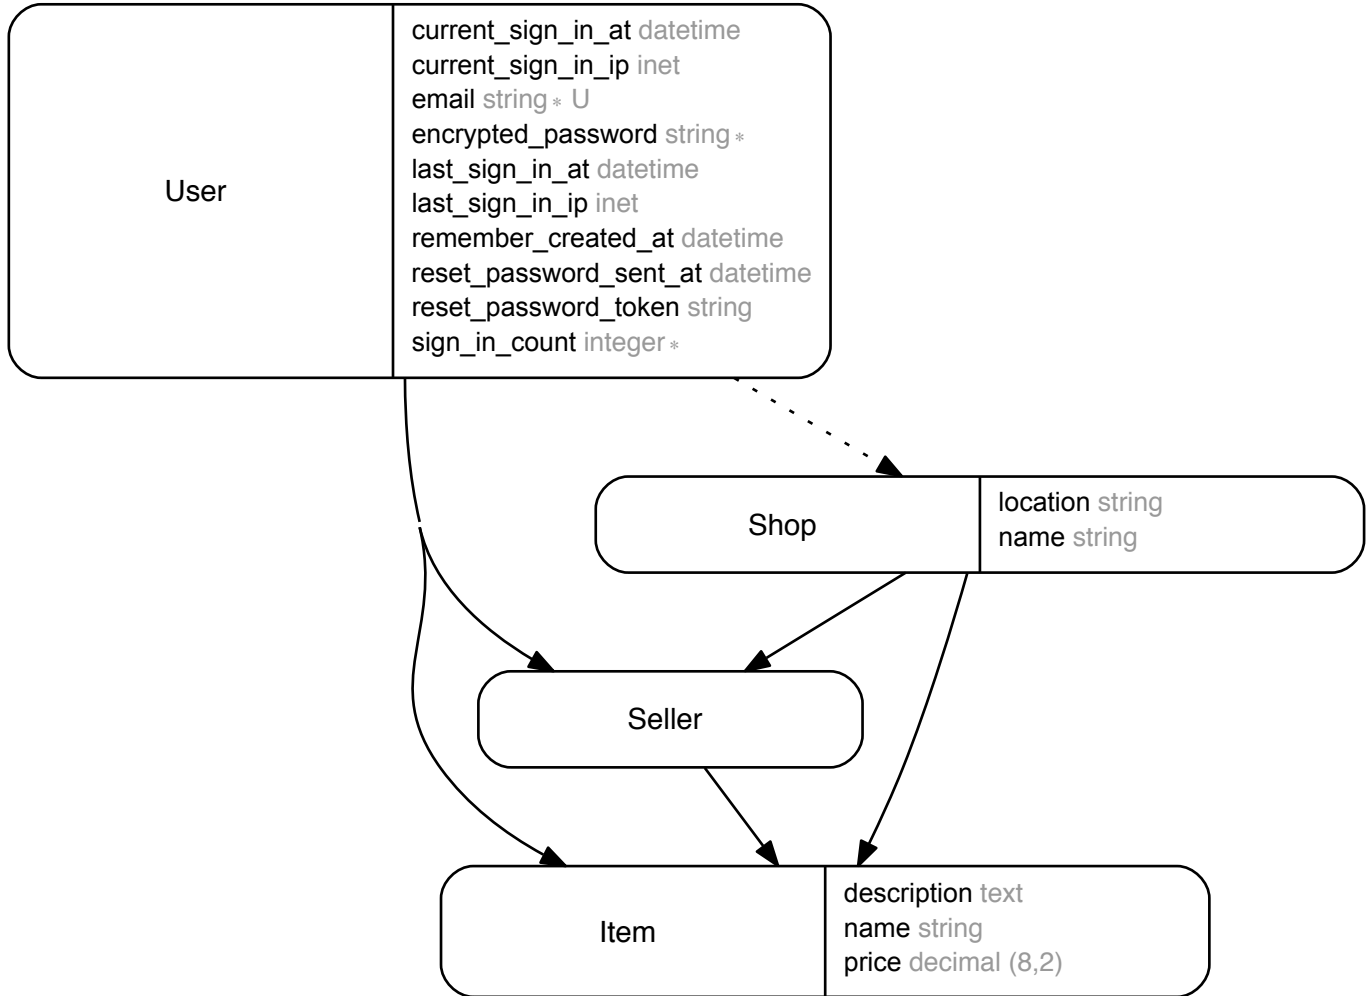 User
current_sign_in_at datetime
current_sign_in_ip inet
email string * U
encrypted_password string *
last_sign_in_at datetime
last_sign_in_ip inet
remember_created_at datetime
reset_password_sent_at datetime
reset_password_token string
sign_in_count integer *
Shop
location string
name string
Seller
Item
description text
name string
price decimal (8,2)